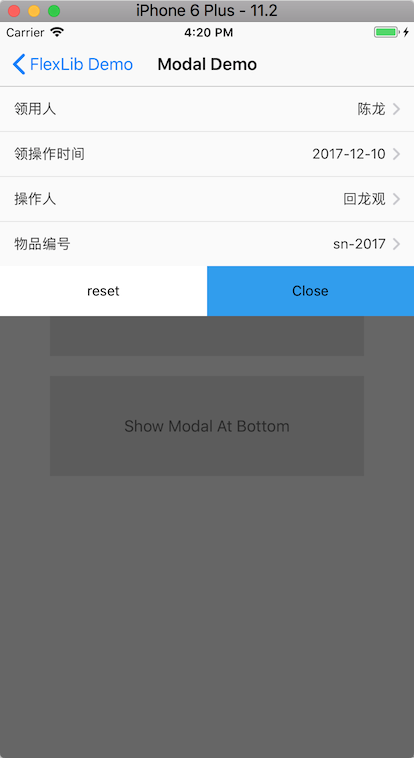 iPhone 6 Plus - 11.2
Carrier 4:20 PM
FlexLib Demo Modal Demo
领用人 陈龙
领操作时间 2017-12-10
操作人 回龙观
物品编号 sn-2017
reset Close
Show Modal At Bottom